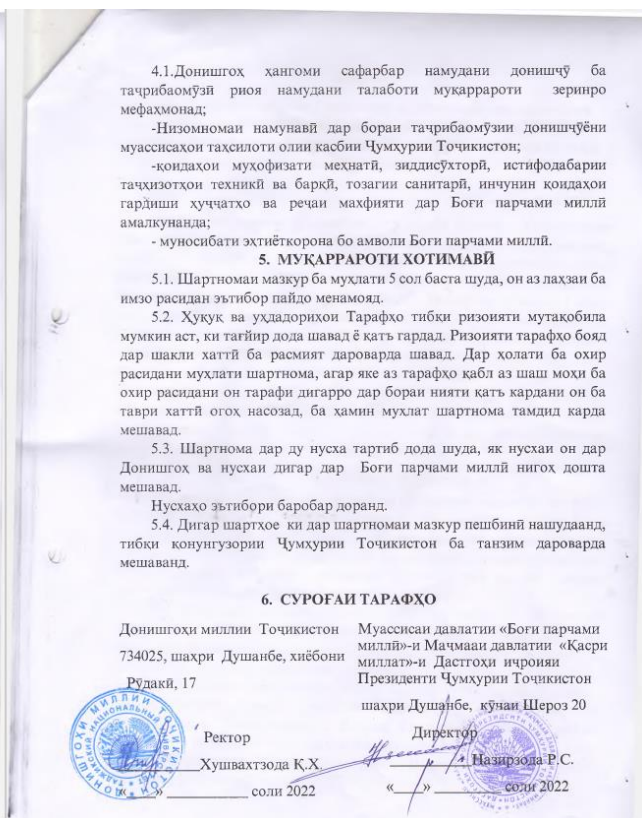 4.1.Донишгоҳ ҳангоми сафарбар намудани донишҷӯ ба
таҷрибаомӯзӣ риоя намудани талаботи муқаррароти зеринро
мефаҳмонад;
-Низомномаи намунавӣ дар бораи таҷрибаомӯзии донишҷӯёни
муассисаҳои таҳсилоти олии касбии Ҷумҳурии Тоҷикистон;
-қоидаҳои муҳофизати меҳнатӣ, зиддисӯхторӣ, истифодабарии
таҷҳизотҳои техникӣ ва барқӣ, тозагии санитарӣ, инчунин қоидаҳои
гардиши ҳуҷҷатҳо ва реҷаи махфияти дар Боғи парчами миллӣ
амалкунанда;
- муносибати эҳтиёткорона бо амволи Боғи парчами миллӣ.
5. МУҚАРРАРОТИ ХОТИМАВӢ
5.1. Шартномаи мазкур ба муҳлати 5 сол баста шуда, он аз лаҳзаи ба
имзо расидан эътибор пайдо менамояд.
5.2. Ҳуқуқ ва уҳдадориҳои Тарафҳо тибқи ризоияти мутақобила
мумкин аст, ки тағйир дода шавад ё қатъ гардад. Ризоияти тарафҳо бояд
дар шакли хаттӣ ба расмият дароварда шавад. Дар ҳолати ба охир
расидани муҳлати шартнома, агар яке аз тарафҳо қабл аз шаш моҳи ба
охир расидани он тарафи дигарро дар бораи нияти қатъ кардани он ба
таври хаттӣ огоҳ насозад, ба ҳамин муҳлат шартнома тамдид карда
мешавад.
5.3. Шартнома дар ду нусха тартиб дода шуда, як нусхаи он дар
Донишгоҳ ва нусхаи дигар дар Боғи парчами миллӣ нигоҳ дошта
мешавад.
Нусхаҳо эътибори баробар доранд.
5.4. Дигар шартҳое ки дар шартномаи мазкур пешбинӣ нашудаанд,
тибқи қонунгузории Ҷумҳурии Тоҷикистон ба танзим дароварда
мешаванд.
6. СУРОҒАИ ТАРАФҲО
Донишгоҳи миллии Тоҷикистон
734025, шаҳри Душанбе, хиёбони
Рӯдакӣ, 17
Ректор
Хушвахтзода Қ.Х.
«____» ___________ соли 2022
Муассисаи давлатии «Боғи парчами
миллӣ»-и Маҷмааи давлатии «Қасри
миллат»-и Дастгоҳи иҷроияи
Президенти Ҷумҳурии Тоҷикистон
шаҳри Душанбе, кӯчаи Шероз 20
Директор
Назирзода Р.С.
«____» ___________ соли 2022